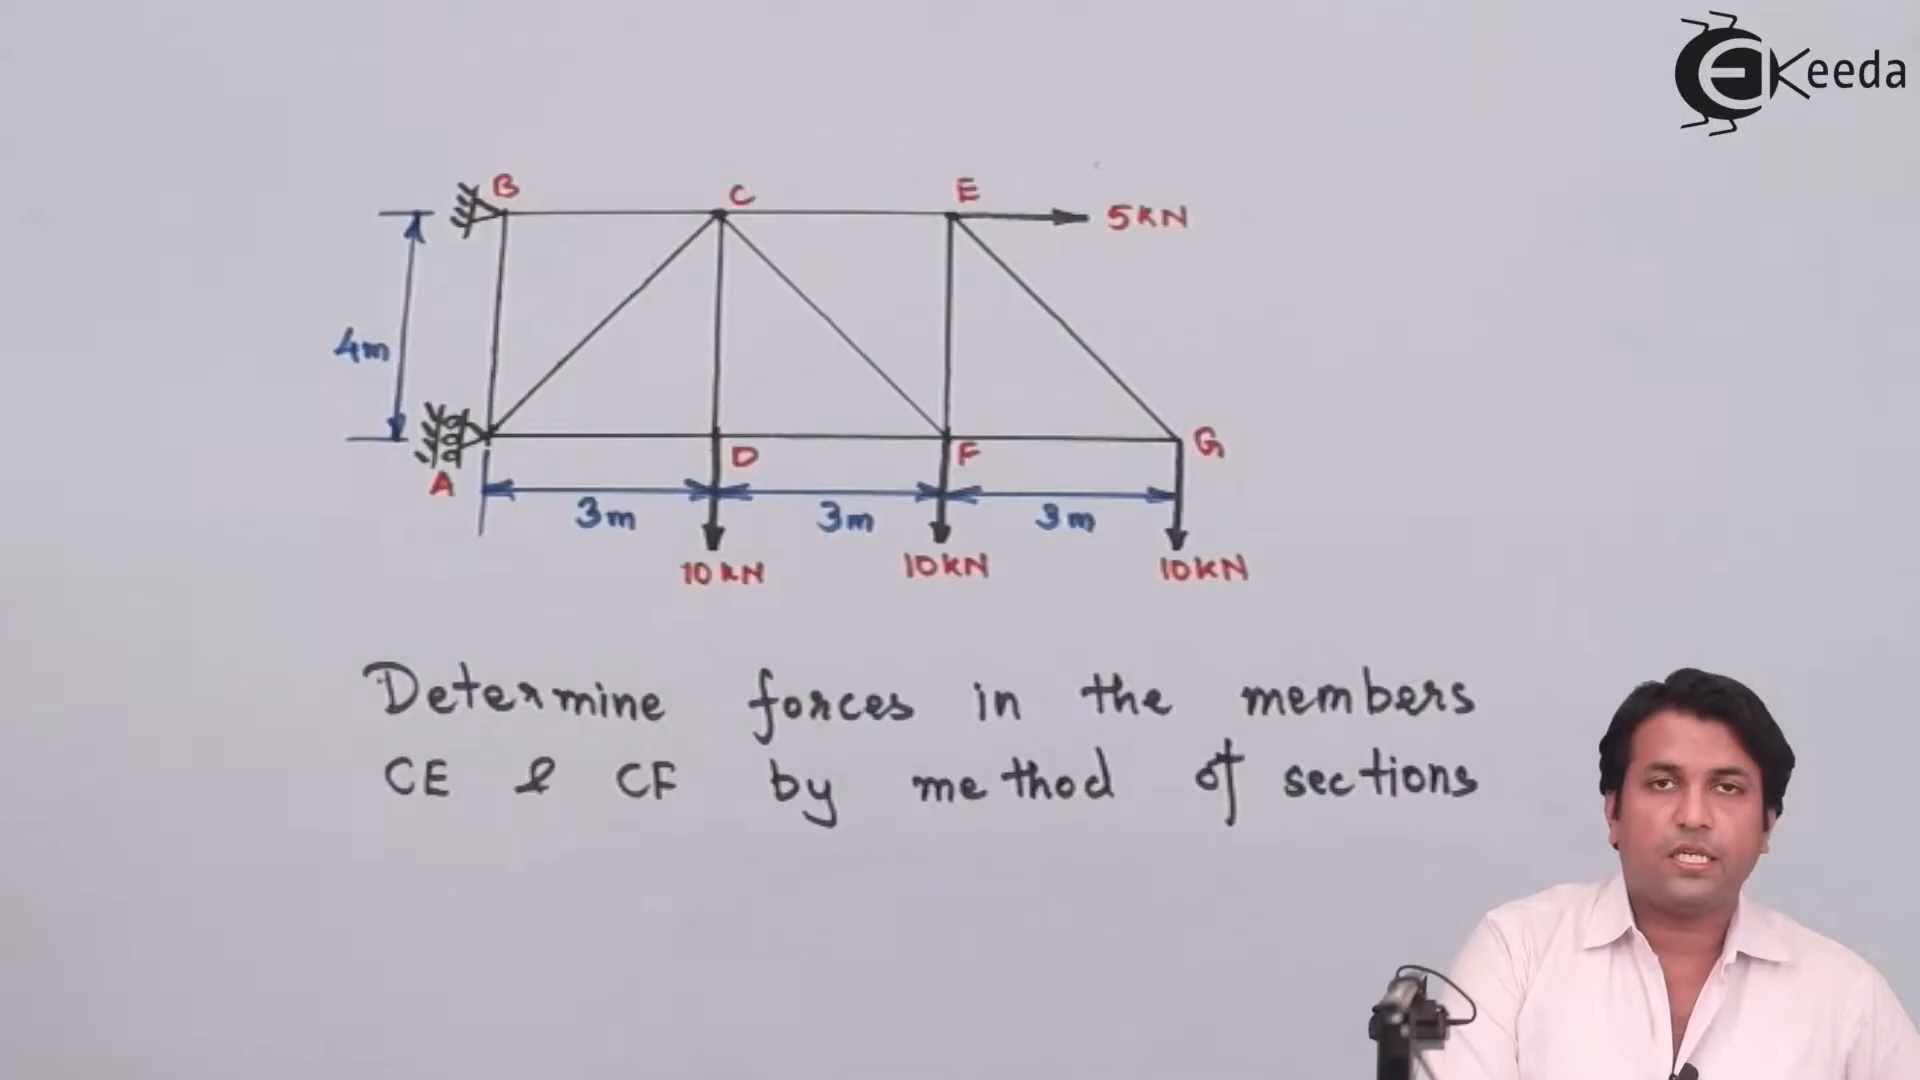 EKeeda
B
C
E
5KN
4m
A
D
F
G
3m
3m
3m
10KN
10KN
10KN
Determine forces in the members
CE & CF by method of sections